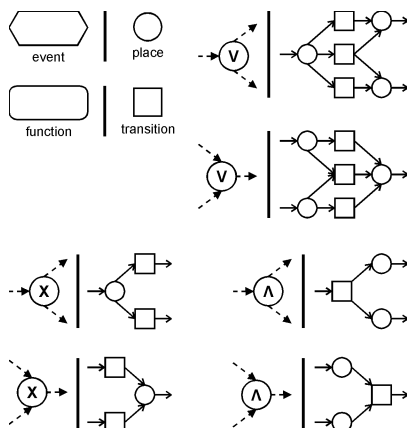 event
place
V
function
transition
V
X
Λ
X
Λ